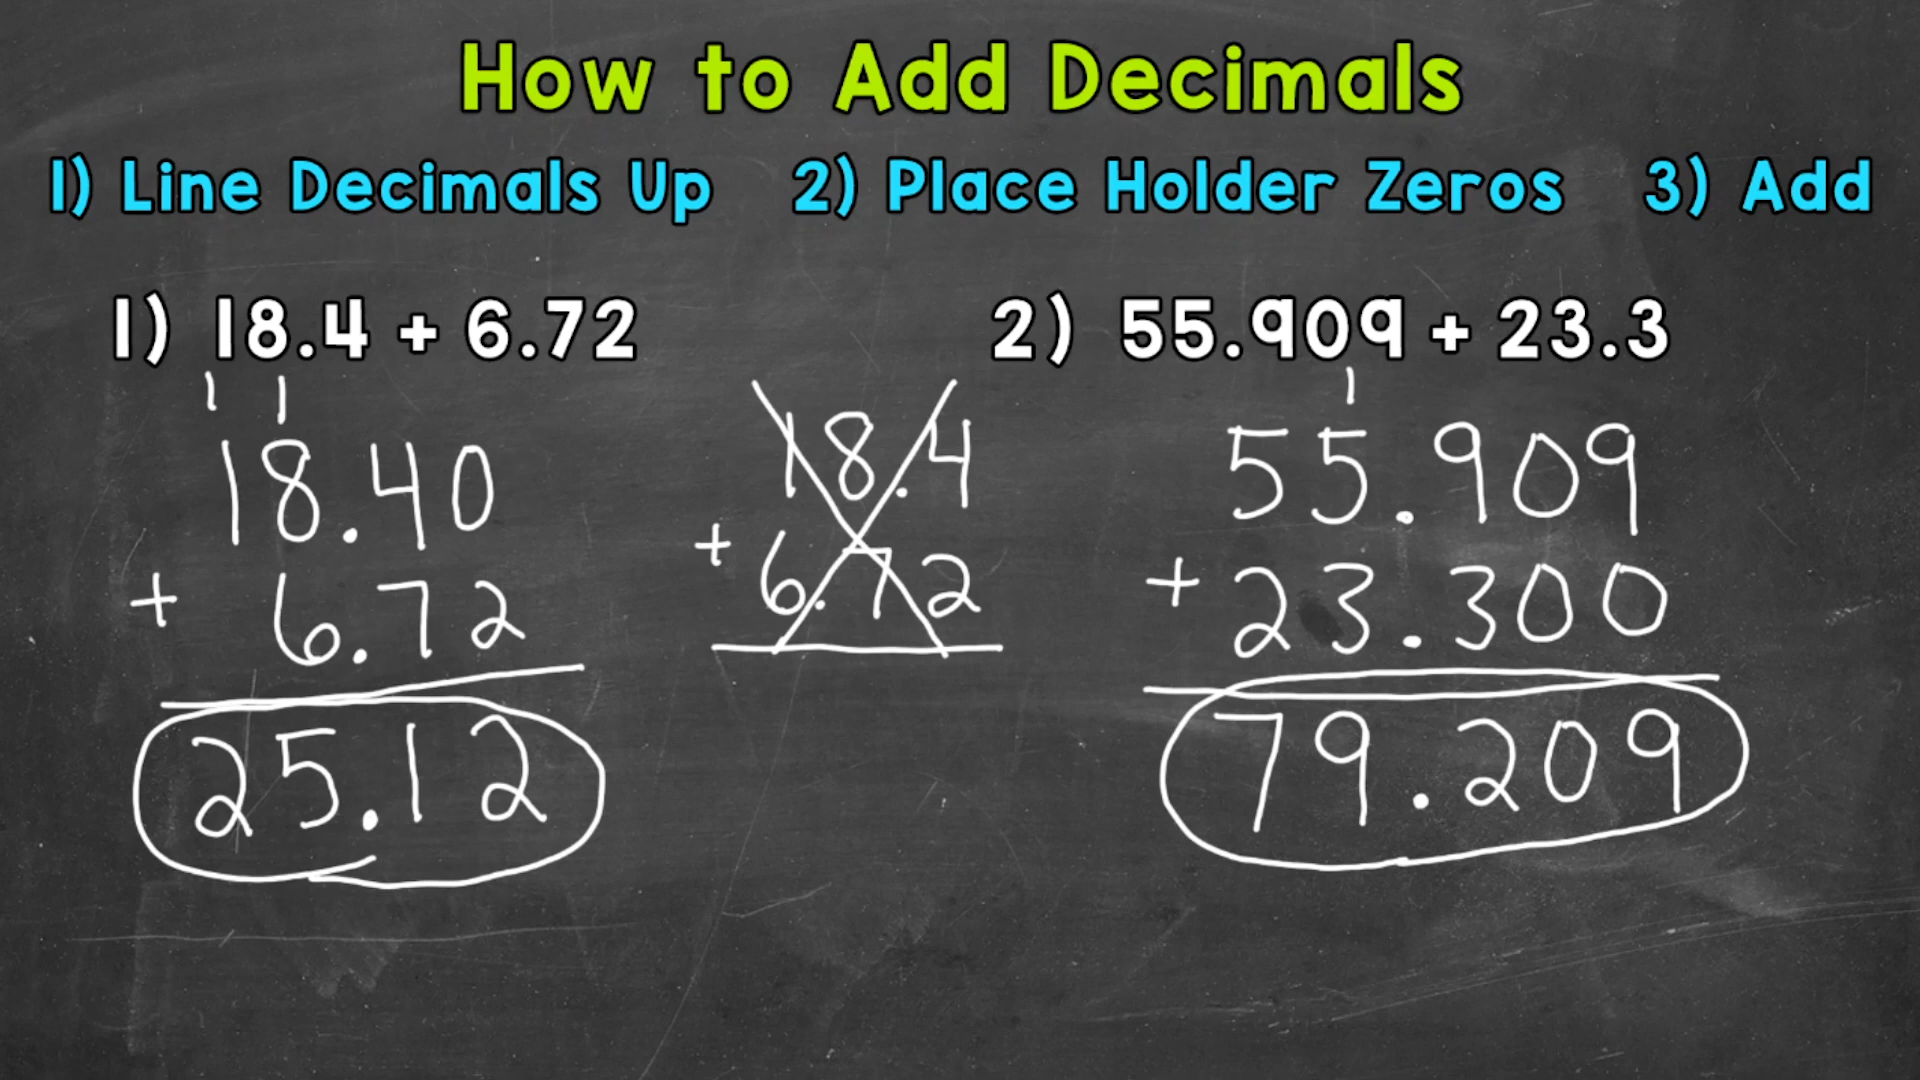 How to Add Decimals
1) Line Decimals Up 2) Place Holder Zeros 3) Add
1) 18.4 + 6.72
1 1
18.40
+ 6.72
25.12
18.4
+ 6.72
2) 55.909 + 23.3
1
55.909
+ 23.300
79.209